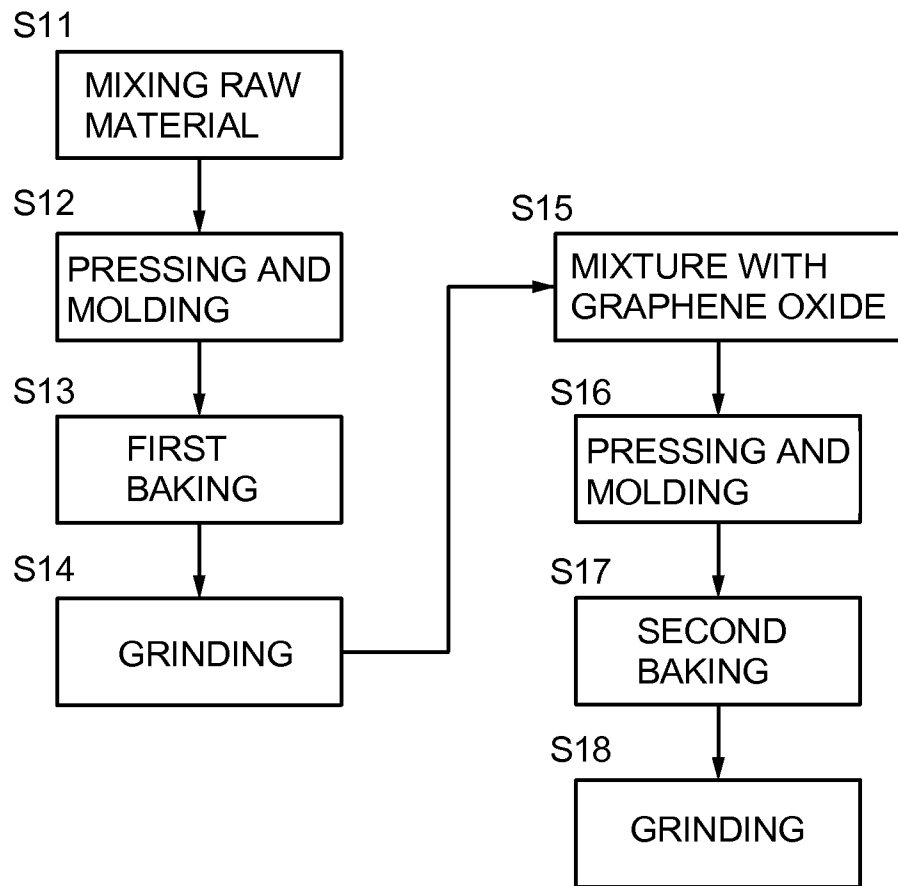 S11
MIXING RAW
MATERIAL
S12
PRESSING AND
MOLDING
S13
FIRST
BAKING
S14
GRINDING
S15
MIXTURE WITH
GRAPHENE OXIDE
S16
PRESSING AND
MOLDING
S17
SECOND
BAKING
S18
GRINDING